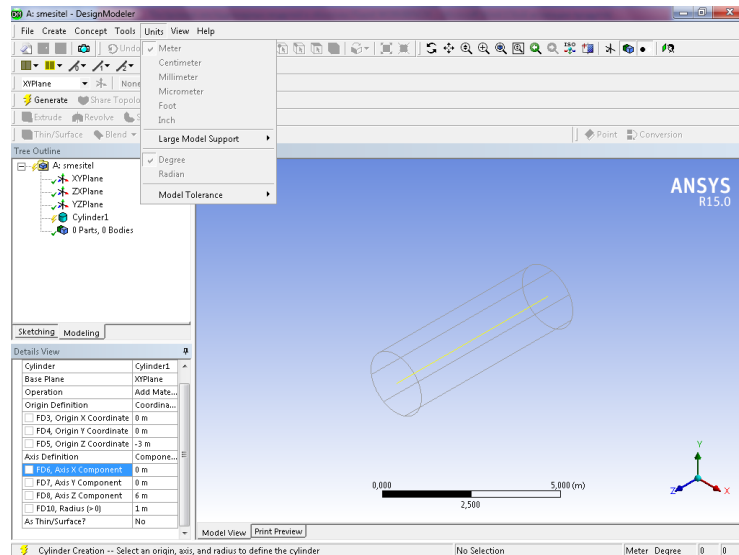 A: smesitel - DesignModeler
File Create Concept Tools Units View Help
Undo
XYPlane None
Generate Share Topolo
Extrude Revolve S
Thin/Surface Blend Point Conversion
Meter
Centimeter
Millimeter
Micrometer
Foot
Inch
Large Model Support
Degree
Radian
Model Tolerance
Tree Outline
A: smesitel
XYPlane
ZXPlane
YZPlane
Cylinder1
0 Parts, 0 Bodies
Sketching Modeling
Details View
Cylinder Cylinder1
Base Plane XYPlane
Operation Add Mate...
Origin Definition Coordina...
FD3, Origin X Coordinate 0 m
FD4, Origin Y Coordinate 0 m
FD5, Origin Z Coordinate -3 m
Axis Definition Compone...
FD6, Axis X Component 0 m
FD7, Axis Y Component 0 m
FD8, Axis Z Component 6 m
FD10, Radius (>0) 1 m
As Thin/Surface? No
ANSYS
R15.0
0,000 5,000 (m)
2,500
Y
Z X
Model View Print Preview
Cylinder Creation -- Select an origin, axis, and radius to define the cylinder No Selection Meter Degree 0 0